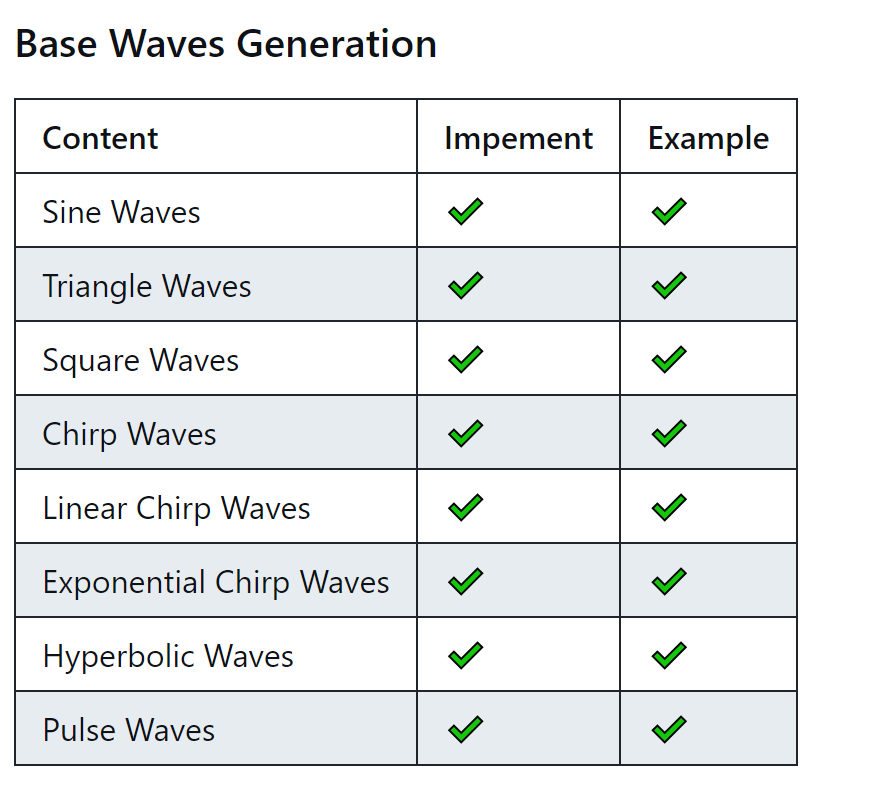 Base Waves Generation
Content Impement Example
Sine Waves ✔ ✔
Triangle Waves ✔ ✔
Square Waves ✔ ✔
Chirp Waves ✔ ✔
Linear Chirp Waves ✔ ✔
Exponential Chirp Waves ✔ ✔
Hyperbolic Waves ✔ ✔
Pulse Waves ✔ ✔